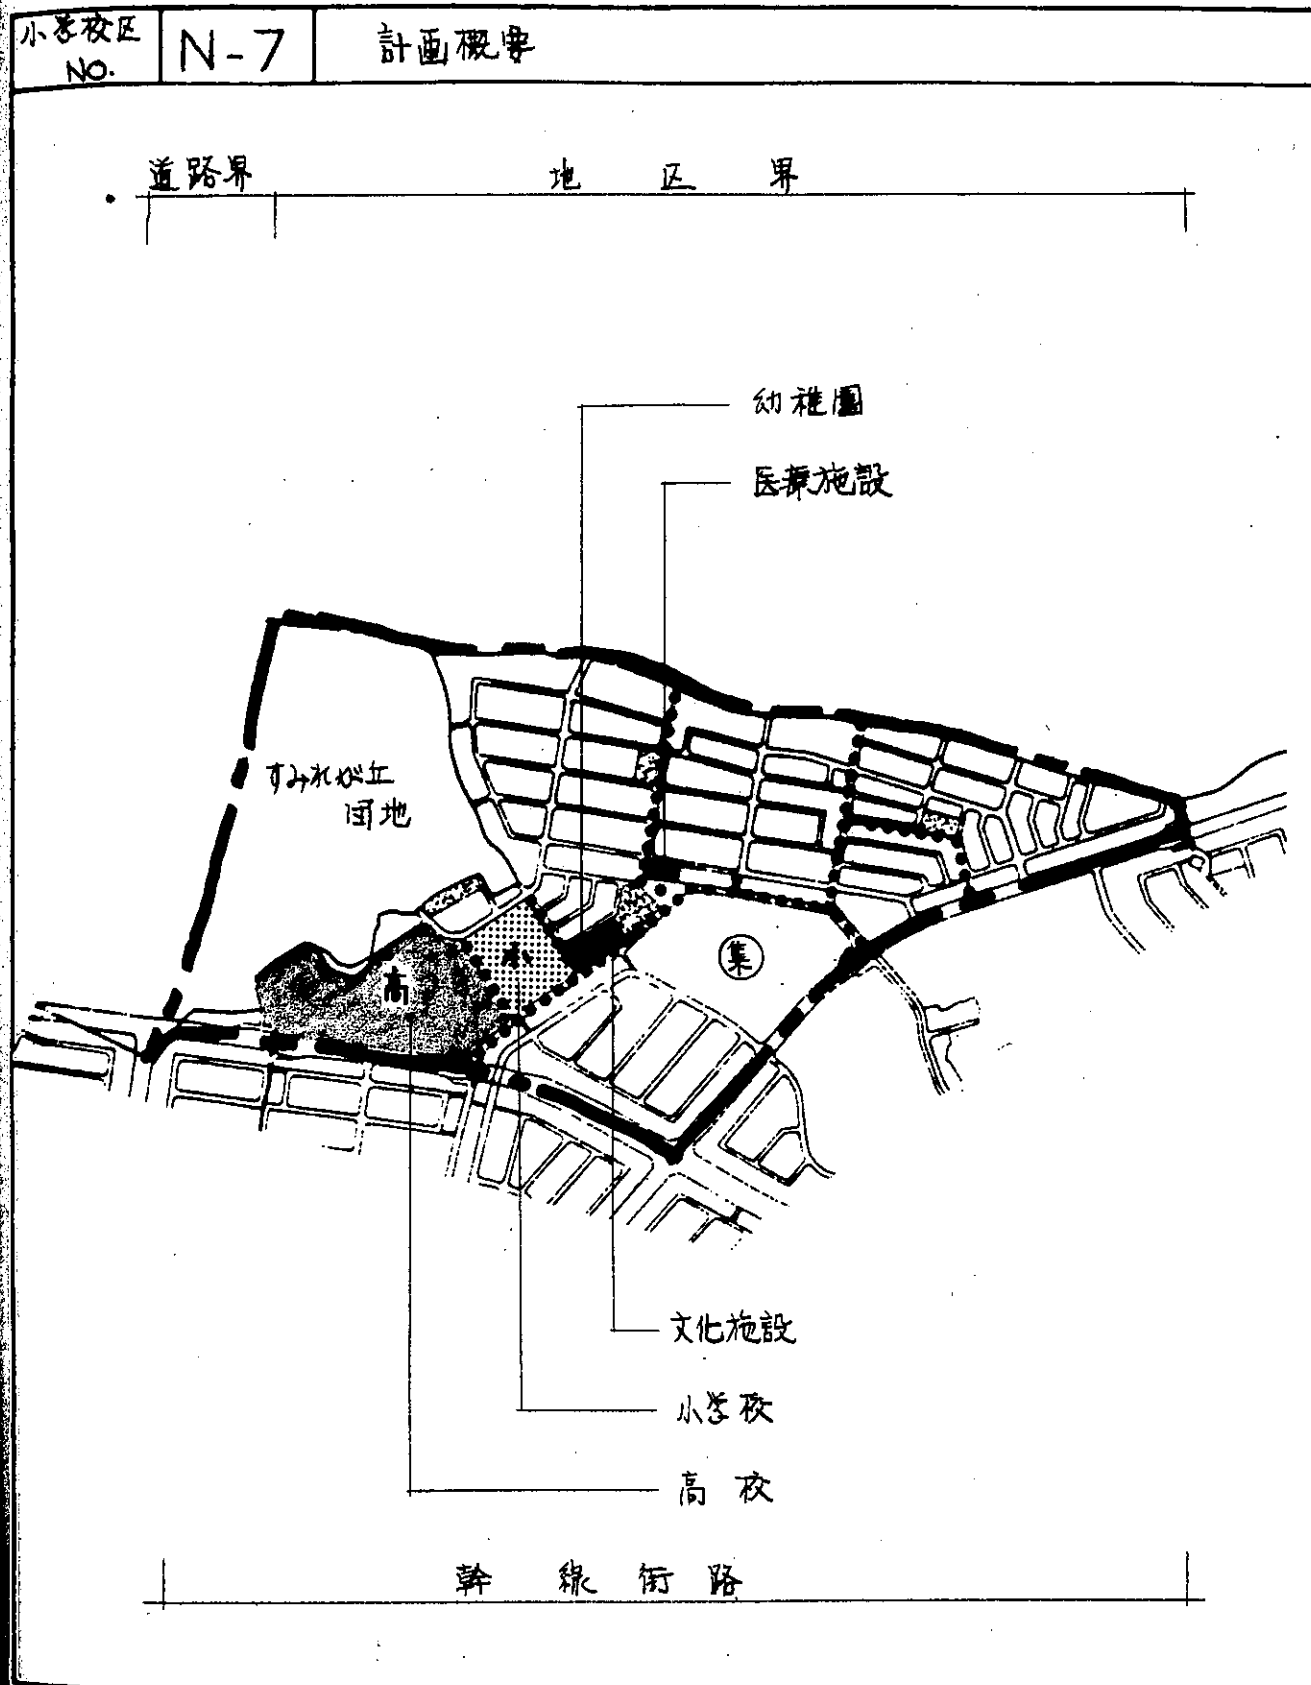 小学校区
NO.
N-7
計画概要
道路界
地区界
幼稚園
医療施設
すみれが丘
団地
高
小
集
文化施設
小学校
高校
幹線街路